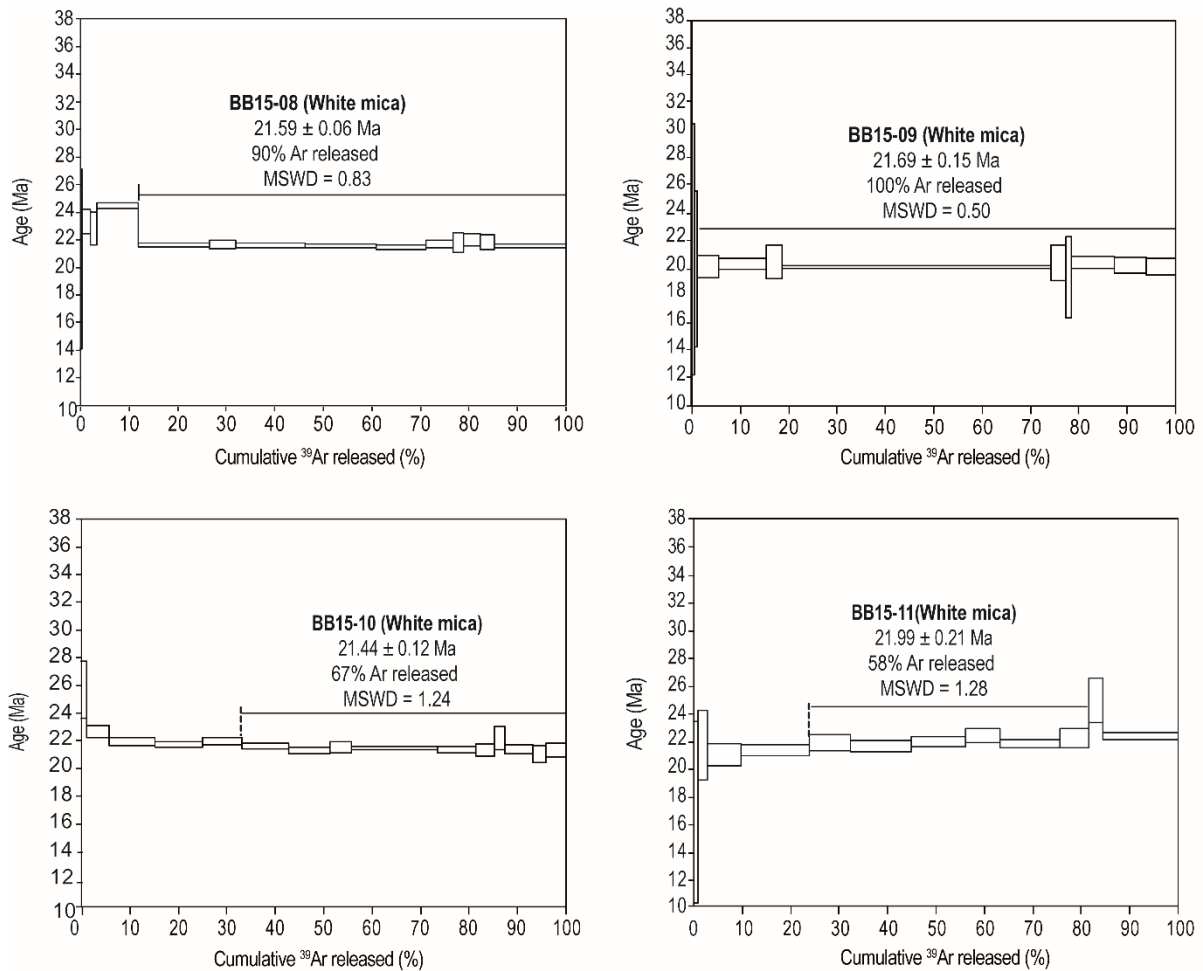 38
36
34
32
30
28
26
24
22
20
18
16
14
12
10
Age (Ma)
BB15-08 (White mica)
21.59 ± 0.06 Ma
90% Ar released
MSWD = 0.83
0 10 20 30 40 50 60 70 80 90 100
Cumulative ³⁹Ar released (%)
38
36
34
32
30
28
26
24
22
20
18
16
14
12
10
Age (Ma)
BB15-09 (White mica)
21.69 ± 0.15 Ma
100% Ar released
MSWD = 0.50
0 10 20 30 40 50 60 70 80 90 100
Cumulative ³⁹Ar released (%)
38
36
34
32
30
28
26
24
22
20
18
16
14
12
10
Age (Ma)
BB15-10 (White mica)
21.44 ± 0.12 Ma
67% Ar released
MSWD = 1.24
0 10 20 30 40 50 60 70 80 90 100
Cumulative ³⁹Ar released (%)
38
36
34
32
30
28
26
24
22
20
18
16
14
12
10
Age (Ma)
BB15-11(White mica)
21.99 ± 0.21 Ma
58% Ar released
MSWD = 1.28
0 10 20 30 40 50 60 70 80 90 100
Cumulative ³⁹Ar released (%)